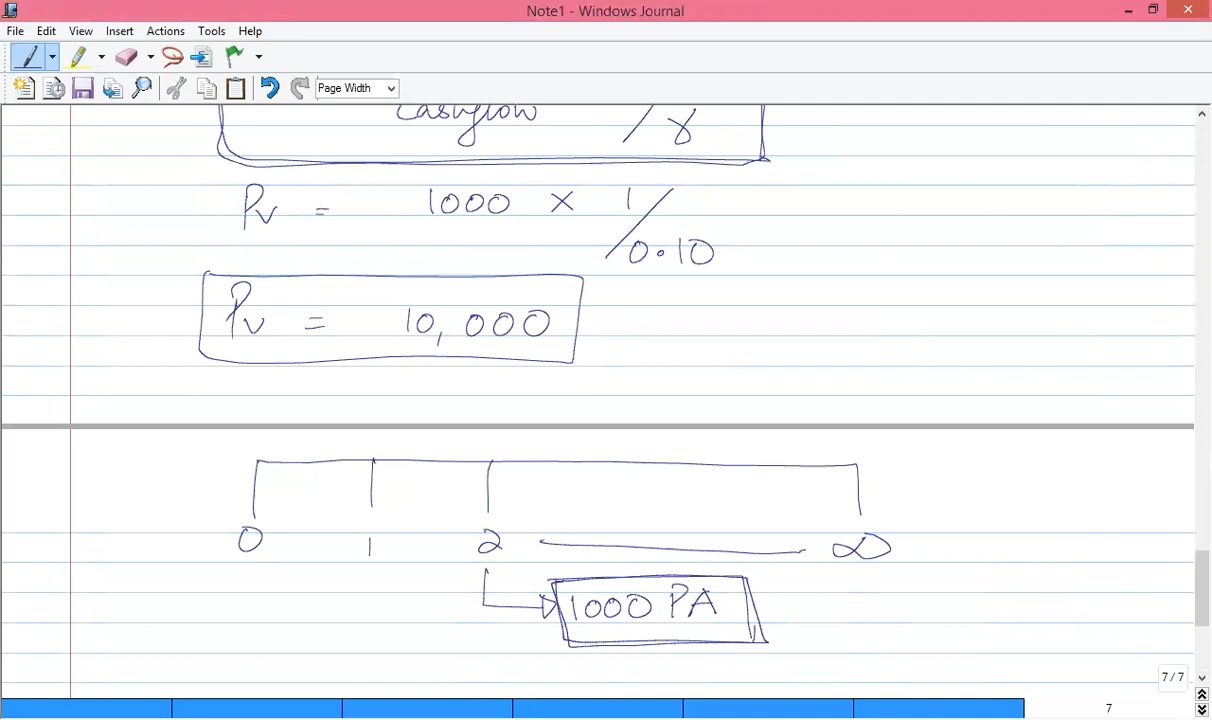 Note1 - Windows Journal
File Edit View Insert Actions Tools Help
Page Width
Cashflow / r
Pv = 1000 × 1
/ 0.10
Pv = 10,000
0 1 2 ∞
1000 PA
7 / 7
7